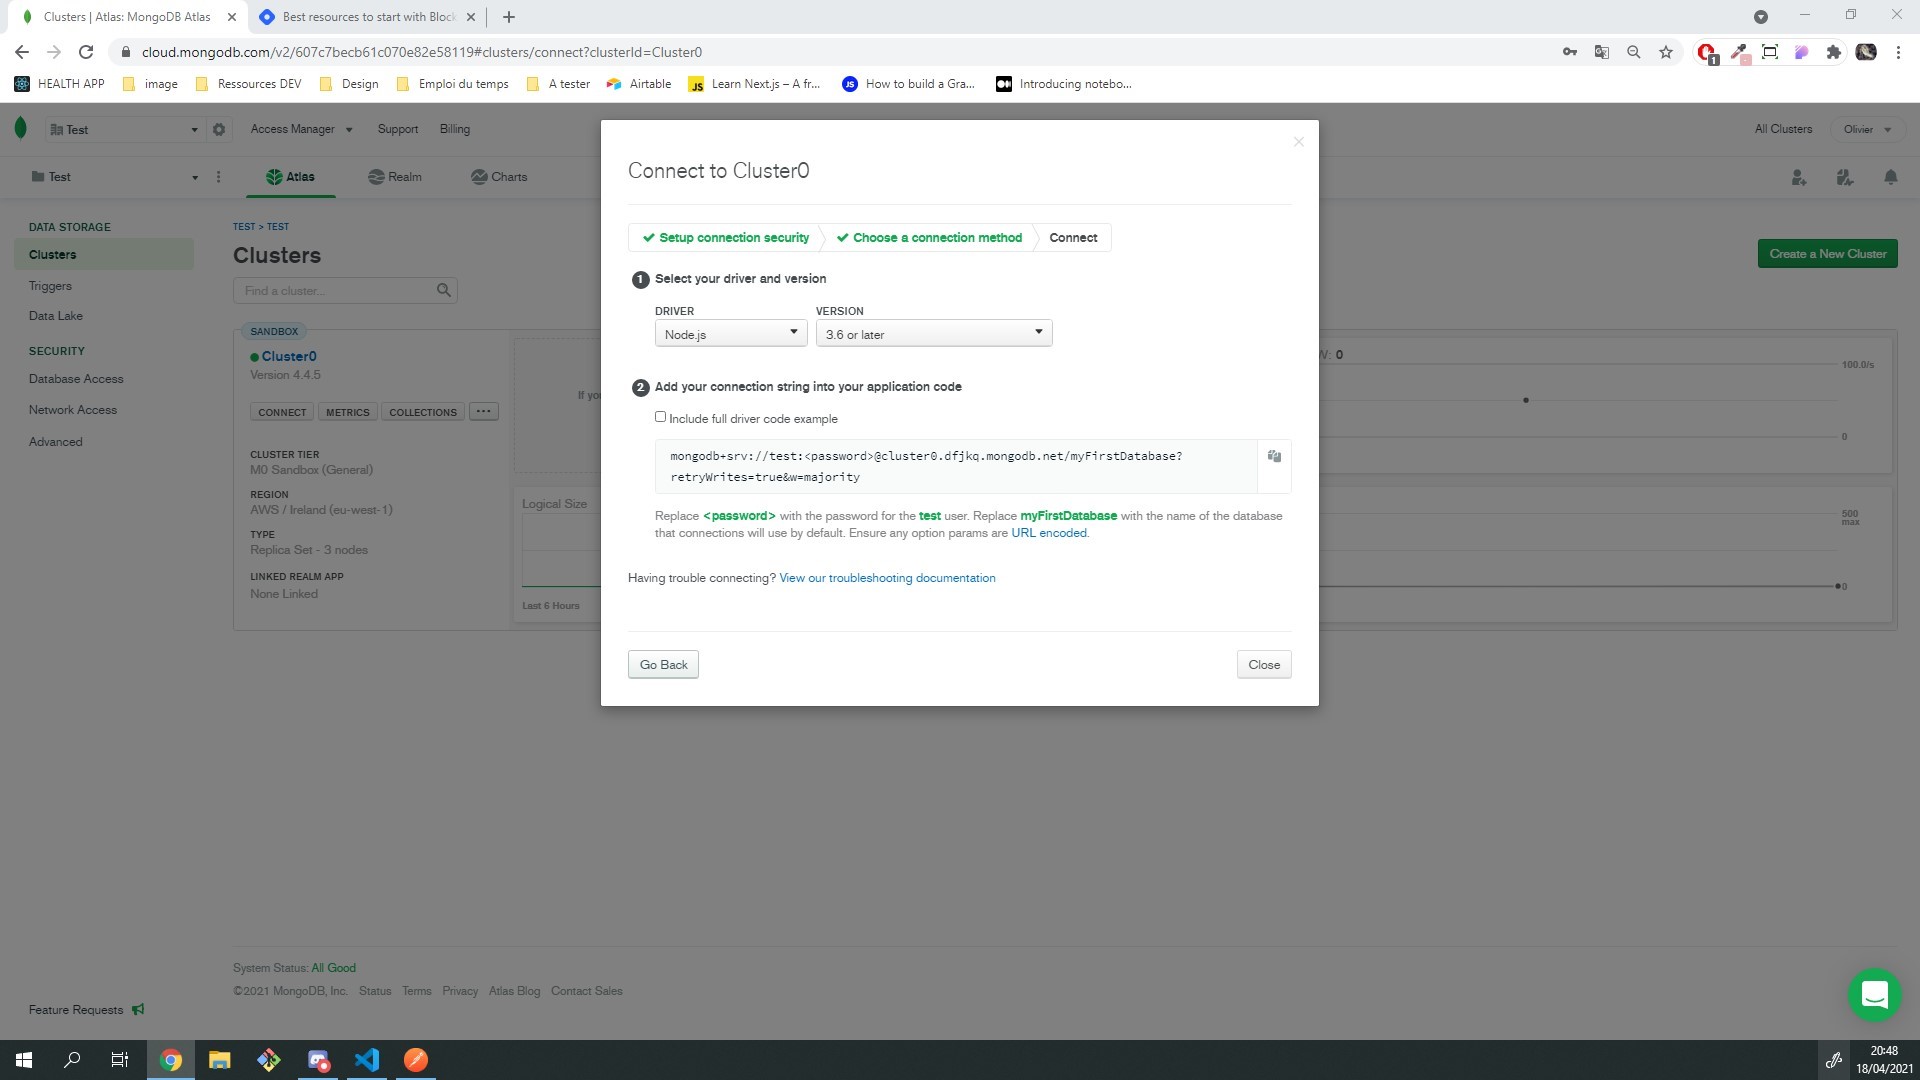 Clusters | Atlas: MongoDB Atlas
Best resources to start with Block
cloud.mongodb.com/v2/607c7becb61c070e82e58119#clusters/connect?clusterId=Cluster0
1
HEALTH APP
image
Ressources DEV
Design
Emploi du temps
A tester
Airtable
JS
Learn Next.js – A fr...
JS
How to build a Gra...
Introducing notebo...
Test
Access Manager
Support
Billing
All Clusters
Olivier
Test
Atlas
Realm
Charts
DATA STORAGE
Clusters
Triggers
Data Lake
SECURITY
Database Access
Network Access
Advanced
TEST > TEST
Clusters
Create a New Cluster
Find a cluster...
SANDBOX
Cluster0
Version 4.4.5
CONNECT
METRICS
COLLECTIONS
...
CLUSTER TIER
M0 Sandbox (General)
REGION
AWS / Ireland (eu-west-1)
TYPE
Replica Set - 3 nodes
LINKED REALM APP
None Linked
If you
Logical Size
Last 6 Hours
W: 0
100.0/s
0
500
max
0
Connect to Cluster0
Setup connection security
Choose a connection method
Connect
1 Select your driver and version
DRIVER
Node.js
VERSION
3.6 or later
2 Add your connection string into your application code
Include full driver code example
mongodb+srv://test:<password>@cluster0.dfjkq.mongodb.net/myFirstDatabase?
retryWrites=true&w=majority
Replace <password> with the password for the test user. Replace myFirstDatabase with the name of the database
that connections will use by default. Ensure any option params are URL encoded.
Having trouble connecting? View our troubleshooting documentation
Go Back
Close
System Status: All Good
©2021 MongoDB, Inc.
Status
Terms
Privacy
Atlas Blog
Contact Sales
Feature Requests
20:48
18/04/2021